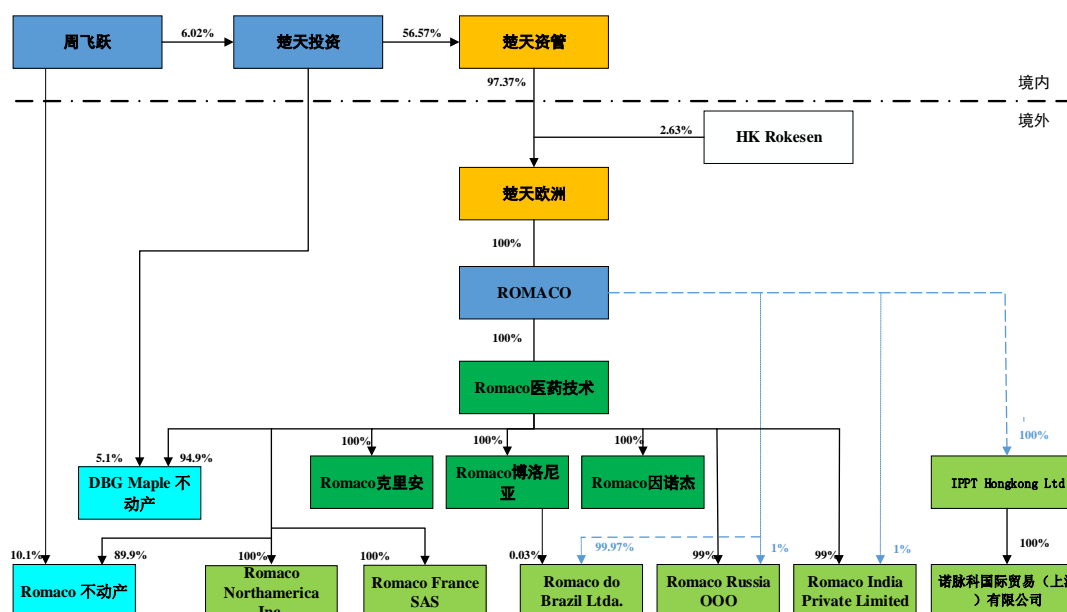 周飞跃
6.02%
楚天投资
56.57%
楚天资管
97.37%
境内
境外
2.63%
HK Rokesen
楚天欧洲
100%
ROMACO
100%
Romaco医药技术
100%
100%
100%
100%
5.1%
94.9%
DBG Maple 不
动产
Romaco克里安
Romaco博洛尼
亚
Romaco因诺杰
IPPT Hongkong Ltd
10.1%
89.9%
100%
100%
0.03%
99.97%
99%
1%
99%
1%
100%
Romaco 不动产
Romaco
Northamerica
Inc
Romaco France
SAS
Romaco do
Brazil Ltda.
Romaco Russia
OOO
Romaco India
Private Limited
诺脉科国际贸易（上海
）有限公司